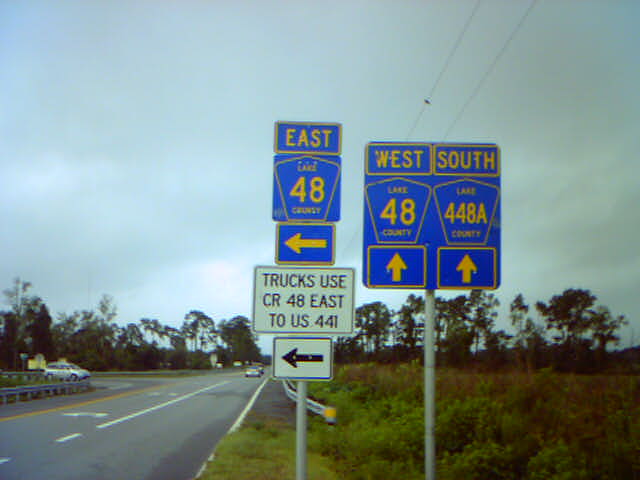 EAST
LAKE
48
COUNTY
TRUCKS USE
CR 48 EAST
TO US 441
WEST SOUTH
LAKE
48
COUNTY
LAKE
448A
COUNTY